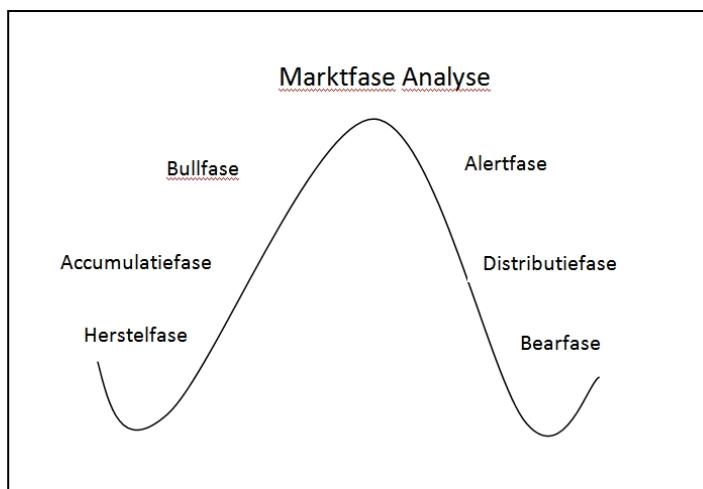 Marktfase Analyse
Bullfase
Alertfase
Accumulatiefase
Distributiefase
Herstelfase
Bearfase